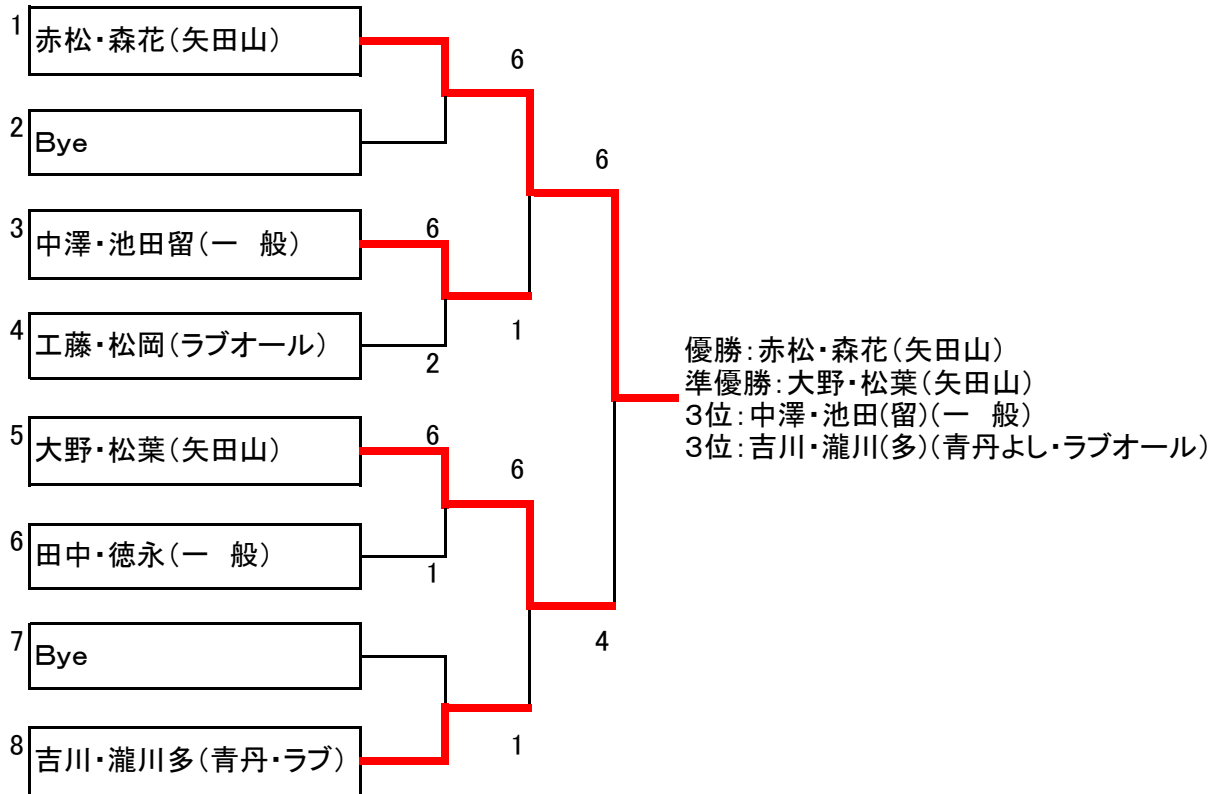 1
赤松・森花(矢田山)
6
2
Bye
6
3
中澤・池田留(一　般)
6
4
工藤・松岡(ラブオール)
1
2
優勝:赤松・森花(矢田山)
準優勝:大野・松葉(矢田山)
3位:中澤・池田(留)(一　般)
3位:吉川・瀧川(多)(青丹よし・ラブオール)
5
大野・松葉(矢田山)
6
6
6
田中・徳永(一　般)
1
7
Bye
4
8
吉川・瀧川多(青丹・ラブ)
1